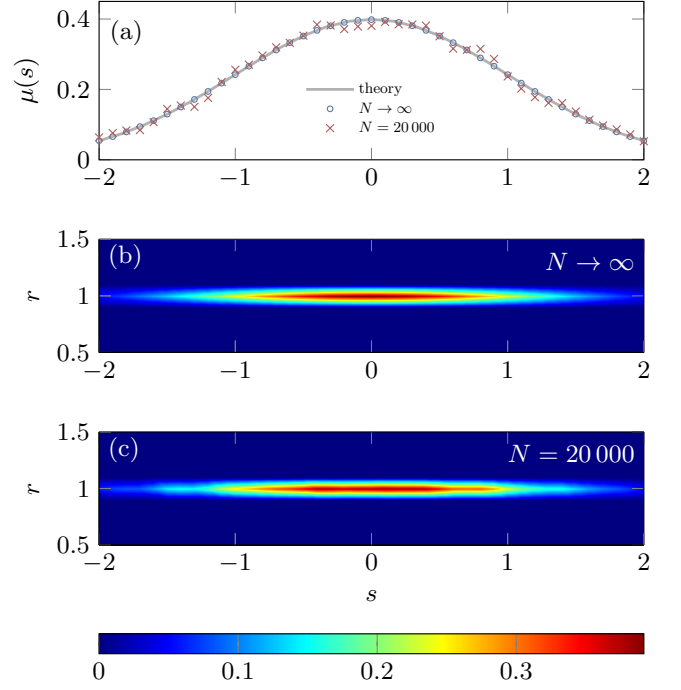 0.4
(a)
μ(s)
0.2
theory
N → ∞
N = 20 000
0
−2 −1 0 1 2
1.5
(b)
N → ∞
r
1
0.5
−2 −1 0 1 2
1.5
(c)
N = 20 000
r
1
0.5
−2 −1 0 1 2
s
0 0.1 0.2 0.3